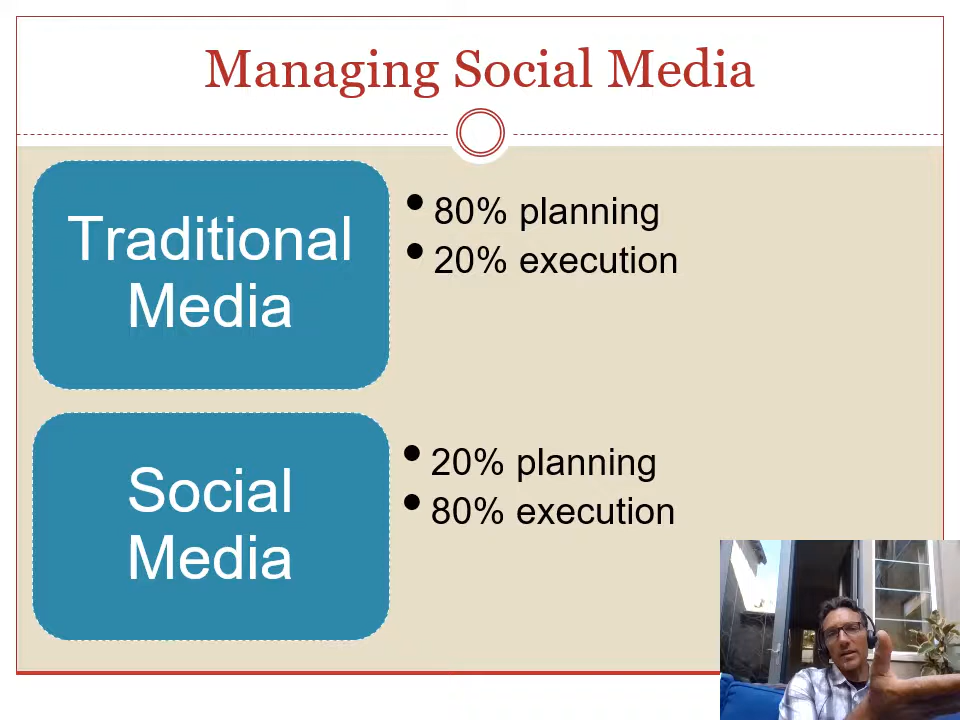 Managing Social Media
Traditional
Media
• 80% planning
• 20% execution
Social
Media
• 20% planning
• 80% execution